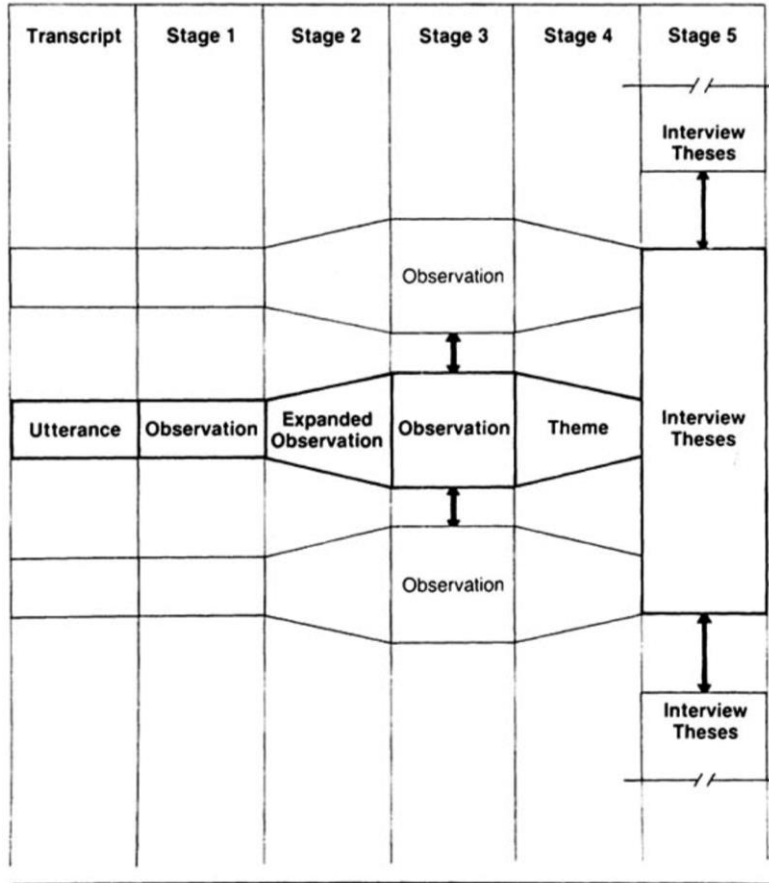 Transcript Stage 1 Stage 2 Stage 3 Stage 4 Stage 5
Interview
Theses
Observation
Utterance Observation Expanded
Observation Observation Theme Interview
Theses
Observation
Interview
Theses